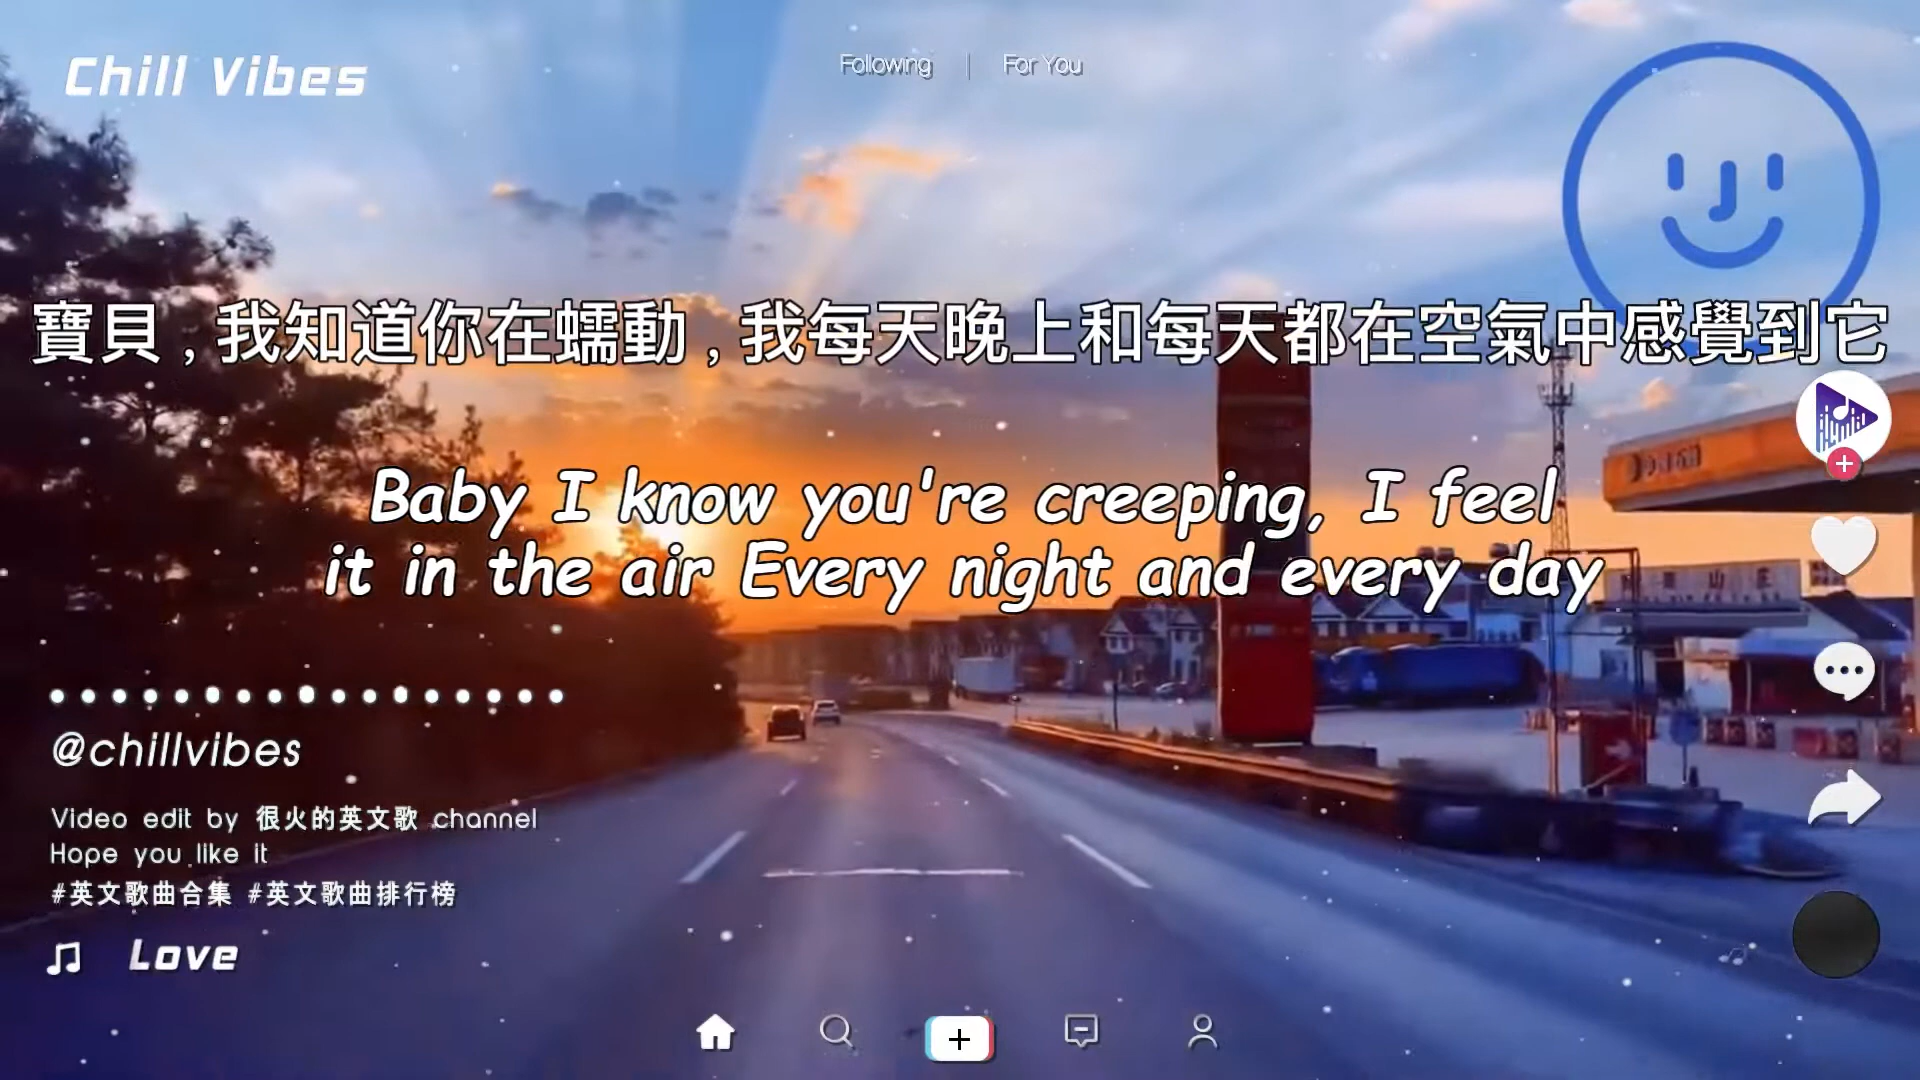 Chill Vibes
Following | For You
寶貝 , 我知道你在蠕動 , 我每天晚上和每天都在空氣中感覺到它
Baby I know you're creeping, I feel
it in the air Every night and every day
@chillvibes
Video edit by 很火的英文歌 channel
Hope you like it
#英文歌曲合集 #英文歌曲排行榜
Love